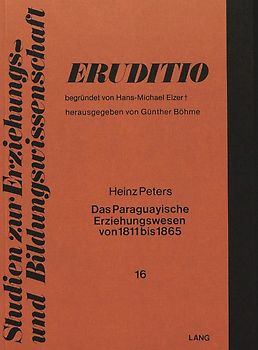 Studien zur Erziehungs=
und Bildungswissenschaft
ERUDITIO
begründet von Hans-Michael Elzer †
herausgegeben von Günther Böhme
Heinz Peters
Das Paraguayische
Erziehungswesen
von 1811 bis 1865
16
LANG